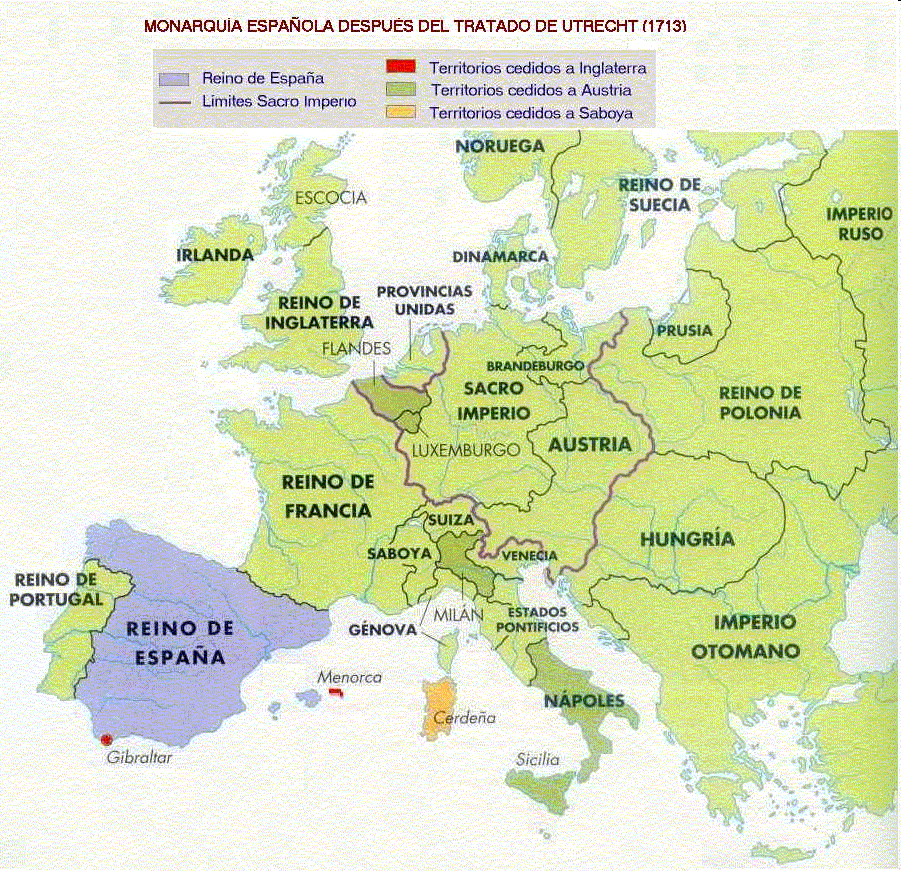 MONARQUÍA ESPAÑOLA DESPUÉS DEL TRATADO DE UTRECHT (1713)
Reino de España
Límites Sacro Imperio
Territorios cedidos a Inglaterra
Territorios cedidos a Austria
Territorios cedidos a Saboya
NORUEGA
ESCOCIA
REINO DE
SUECIA
IMPERIO
RUSO
IRLANDA
DINAMARCA
PROVINCIAS
UNIDAS
REINO DE
INGLATERRA
FLANDES
PRUSIA
BRANDEBURGO
SACRO
IMPERIO
REINO DE
POLONIA
AUSTRIA
LUXEMBURGO
REINO DE
FRANCIA
SUIZA
SABOYA
VENECIA
HUNGRÍA
REINO DE
PORTUGAL
MILÁN
GÉNOVA
ESTADOS
PONTIFICIOS
REINO DE
ESPAÑA
IMPERIO
OTOMANO
Menorca
Cerdeña
NÁPOLES
Gibraltar
Sicilia